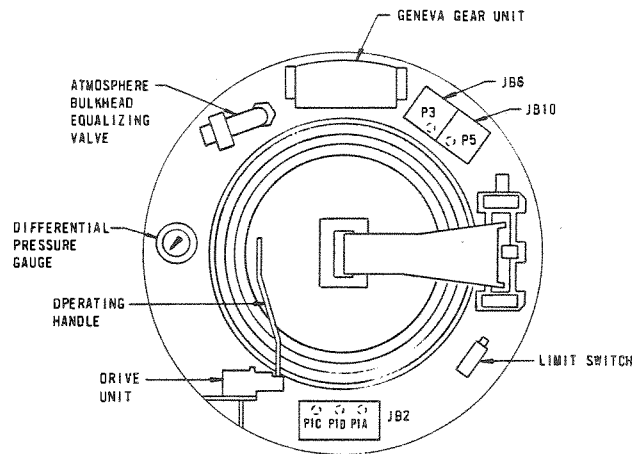 GENEVA GEAR UNIT
ATMOSPHERE
BULKHEAD
EQUALIZING
VALVE
JB6
JB10
P3
P5
DIFFERENTIAL
PRESSURE
GAUGE
OPERATING
HANDLE
LIMIT SWITCH
DRIVE
UNIT
P1C P1D P1A
JB2